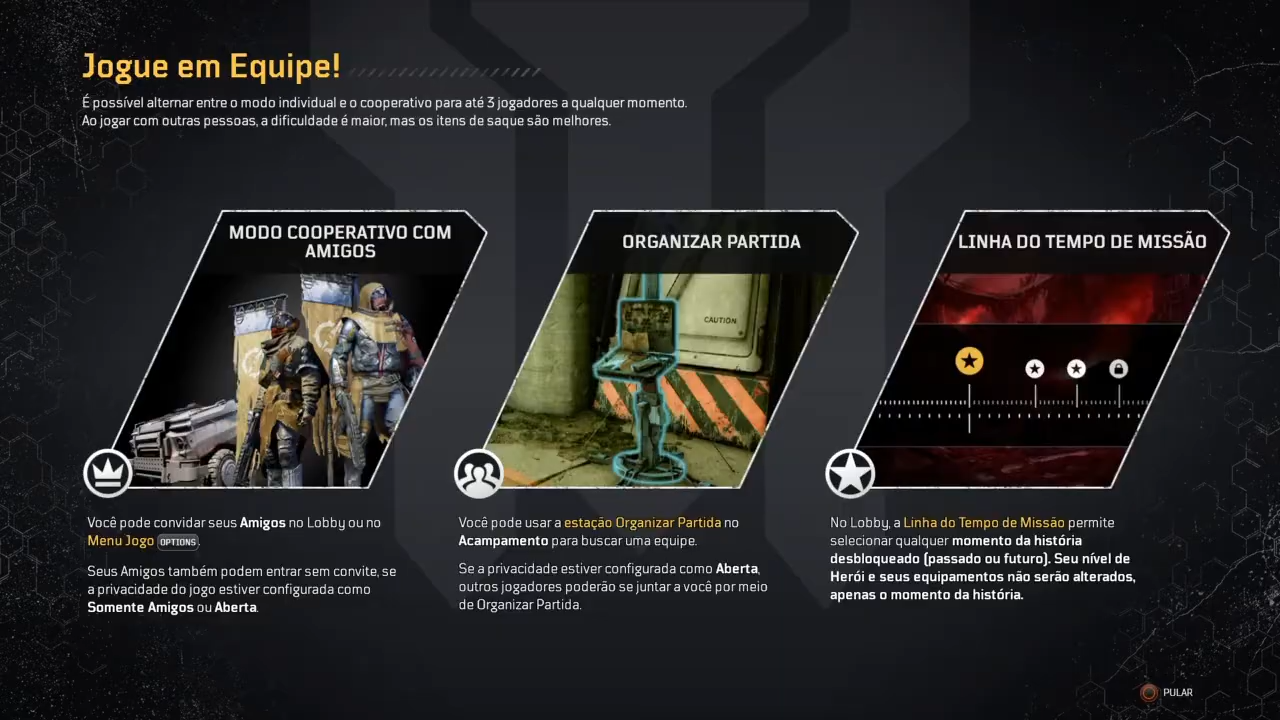 Jogue em Equipe!
É possível alternar entre o modo individual e o cooperativo para até 3 jogadores a qualquer momento.
Ao jogar com outras pessoas, a dificuldade é maior, mas os itens de saque são melhores.
MODO COOPERATIVO COM
AMIGOS
Você pode convidar seus Amigos no Lobby ou no
Menu Jogo OPTIONS.
Seus Amigos também podem entrar sem convite, se
a privacidade do jogo estiver configurada como
Somente Amigos ou Aberta.
ORGANIZAR PARTIDA
CAUTION
Você pode usar a estação Organizar Partida no
Acampamento para buscar uma equipe.
Se a privacidade estiver configurada como Aberta,
outros jogadores poderão se juntar a você por meio
de Organizar Partida.
LINHA DO TEMPO DE MISSÃO
No Lobby, a Linha do Tempo de Missão permite
selecionar qualquer momento da história
desbloqueado (passado ou futuro). Seu nível de
Herói e seus equipamentos não serão alterados,
apenas o momento da história.
PULAR